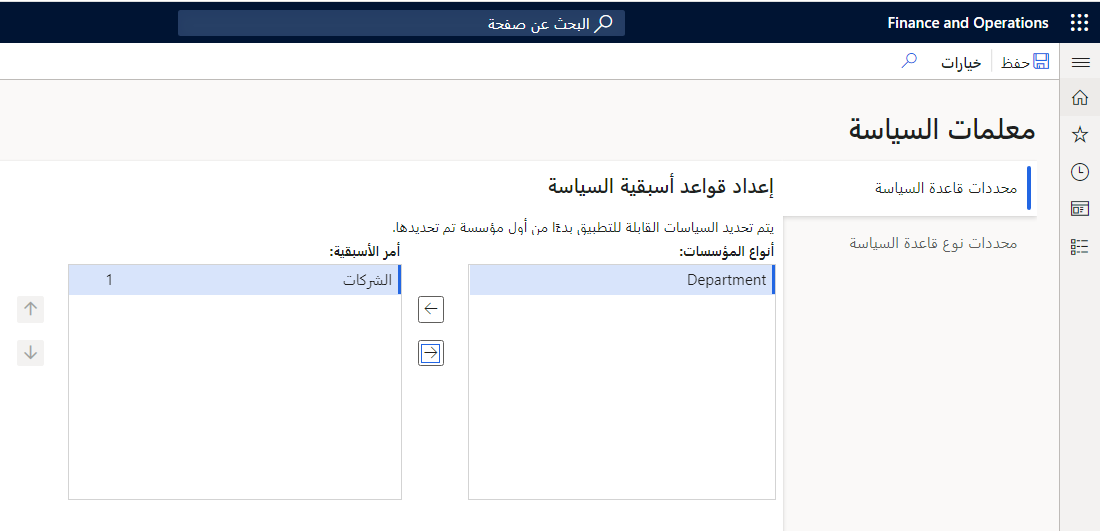 Finance and Operations
البحث عن صفحة
حفظ
خيارات
معلمات السياسة
محددات قاعدة السياسة
محددات نوع قاعدة السياسة
إعداد قواعد أسبقية السياسة
يتم تحديد السياسات القابلة للتطبيق بدءًا من أول مؤسسة تم تحديدها.
أنواع المؤسسات:
Department
أمر الأسبقية:
الشركات 1